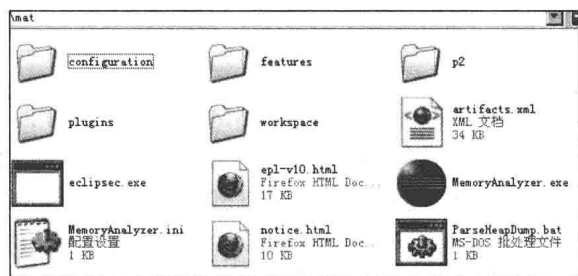 \mat
configuration
features
p2
plugins
workspace
artifacts.xml
XML 文档
34 KB
eclipsec.exe
epl-v10.html
Firefox HTML Doc...
17 KB
MemoryAnalyzer.exe
MemoryAnalyzer.ini
配置设置
1 KB
notice.html
Firefox HTML Doc...
10 KB
ParseHeapDump.bat
MS-DOS 批处理文件
1 KB